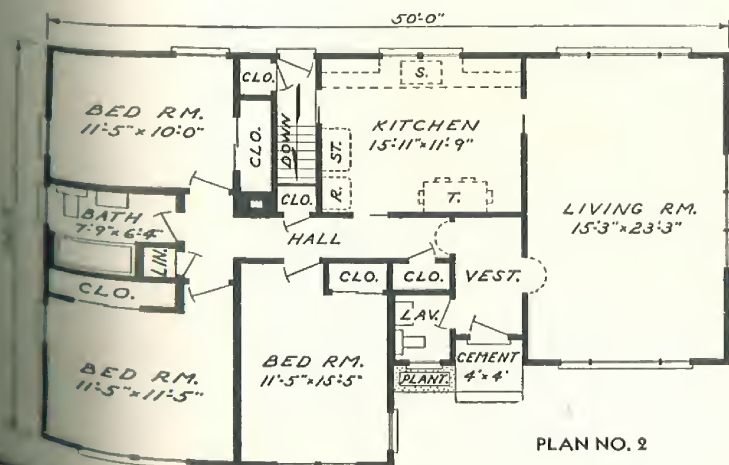 50'-0"
BED RM.
11'-5" x 10'-0"
CLO.
CLO.
DOWN
CLO.
S.
KITCHEN
15'-11" x 11'-9"
ST.
R.
T.
LIVING RM.
15'-3" x 23'-3"
BATH
7'-9" x 6'-4"
LIN.
HALL
CLO.
CLO.
CLO.
VEST.
LAV.
BED RM.
11'-5" x 11'-5"
BED RM.
11'-5" x 15'-5"
PLANT.
CEMENT
4' x 4'
PLAN NO. 2